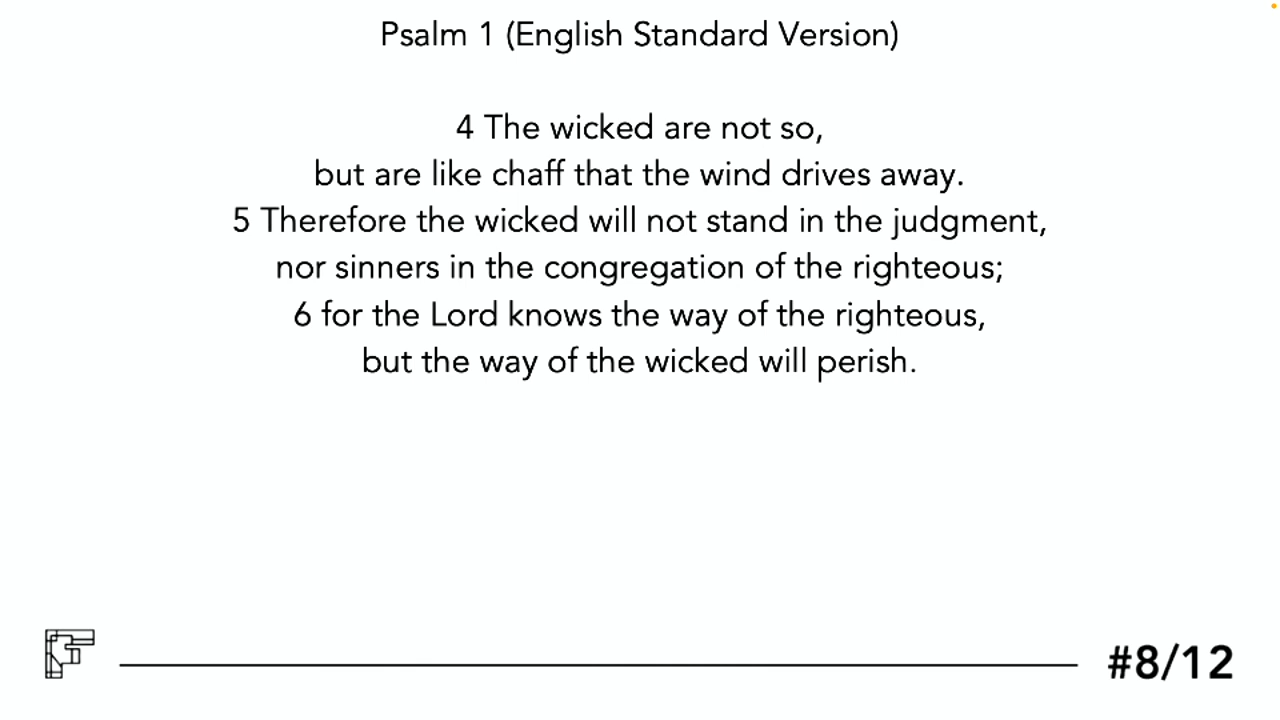 Psalm 1 (English Standard Version)
4 The wicked are not so,
but are like chaff that the wind drives away.
5 Therefore the wicked will not stand in the judgment,
nor sinners in the congregation of the righteous;
6 for the Lord knows the way of the righteous,
but the way of the wicked will perish.
#8/12